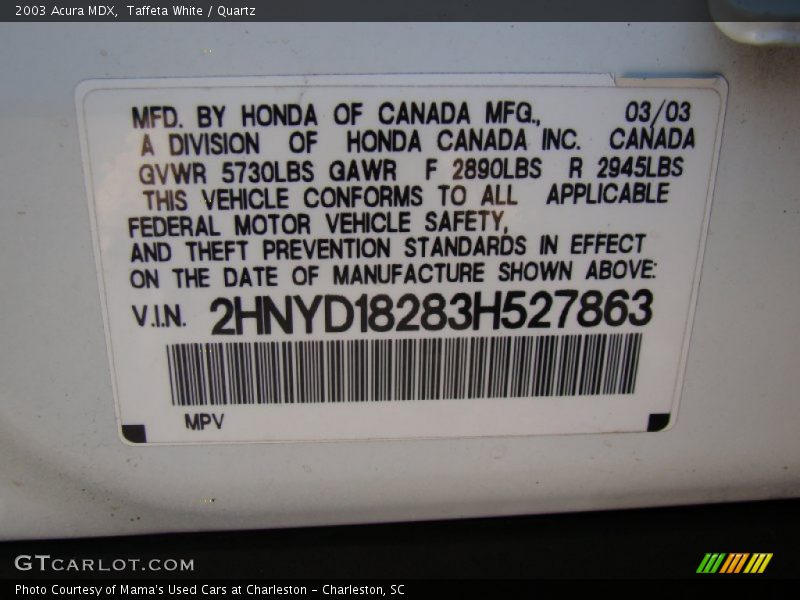 2003 Acura MDX,  Taffeta White / Quartz
MFD. BY HONDA OF CANADA MFG., 03/03
A DIVISION OF HONDA CANADA INC. CANADA
GVWR 5730LBS GAWR F 2890LBS R 2945LBS
THIS VEHICLE CONFORMS TO ALL APPLICABLE
FEDERAL MOTOR VEHICLE SAFETY,
AND THEFT PREVENTION STANDARDS IN EFFECT
ON THE DATE OF MANUFACTURE SHOWN ABOVE:
V.I.N. 2HNYD18283H527863
MPV
GTCARLOT.COM
Photo Courtesy of Mama's Used Cars at Charleston - Charleston, SC